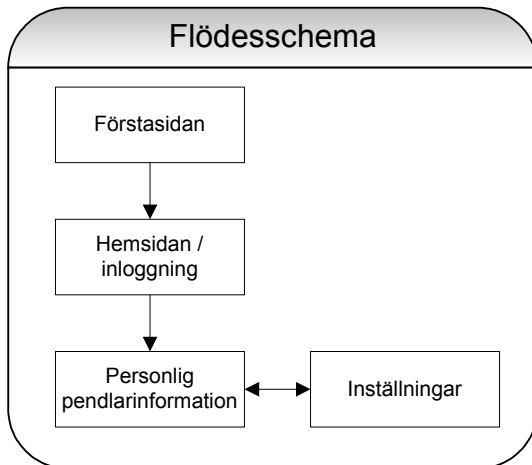 Flödesschema
Förstasidan
Hemsidan /
inloggning
Personlig
pendlarinformation
Inställningar